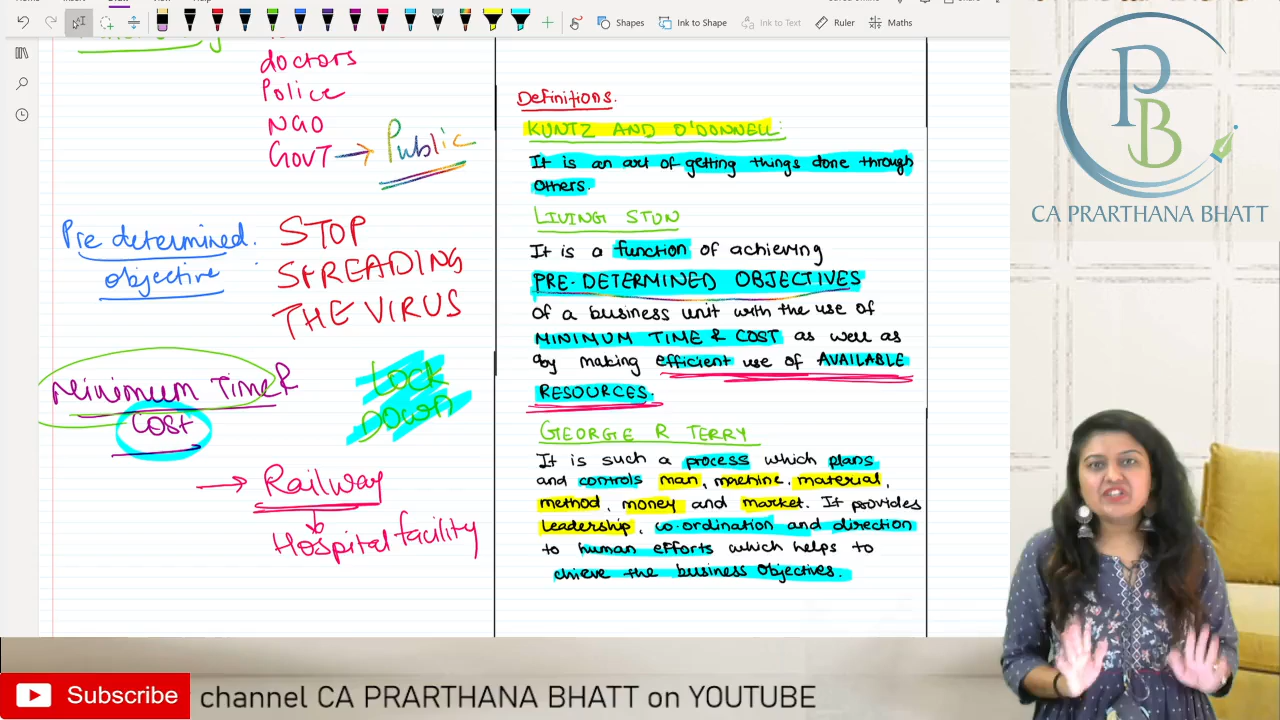 Ink to Shape
Shapes
Ink to Text
Ruler
Maths
doctors
Police
NGO
GOVT → Public
Pre determined
objective
STOP
SPREADING
THE VIRUS
Minimum Time &
Cost
Lock
Down
→ Railway
Hospital facility
Definitions.
KUNTZ AND O'DONNELL:
It is an art of getting things done through
others.
LIVING STON
It is a function of achieving
PRE-DETERMINED OBJECTIVES
of a business unit with the use of
MINIMUM TIME & COST as well as
by making efficient use of AVAILABLE
RESOURCES.
GEORGE R TERRY
It is such a process which plans
and controls man, machine, material,
method, money and market. It provides
leadership, co-ordination and direction
to human efforts which helps to
chieve the business objectives.
PB
CA PRARTHANA BHATT
Subscribe channel CA PRARTHANA BHATT on YOUTUBE